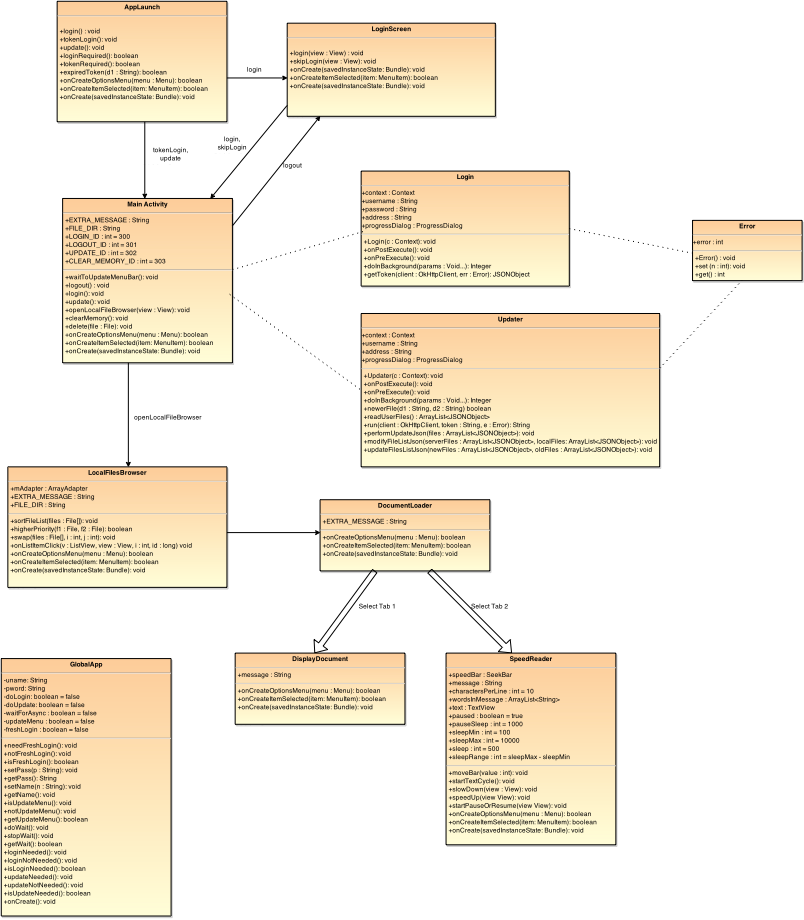 AppLaunch
+login() : void
+tokenLogin(): void
+update(): void
+loginRequired(): boolean
+tokenRequired(): boolean
+expiredToken(d1 : String): boolean
+onCreateOptionsMenu(menu : Menu): boolean
+onCreateItemSelected(item: MenuItem): boolean
+onCreate(savedInstanceState: Bundle): void
login
LoginScreen
+login(view : View) : void
+skipLogin(view : View): void
+onCreate(savedInstanceState: Bundle): void
+onCreateItemSelected(item: MenuItem): boolean
+onCreate(savedInstanceState: Bundle): void
tokenLogin,
update
login,
skipLogin
logout
Main Activity
+EXTRA_MESSAGE : String
+FILE_DIR : String
+LOGIN_ID : int = 300
+LOGOUT_ID : int = 301
+UPDATE_ID : int = 302
+CLEAR_MEMORY_ID : int = 303
+waitToUpdateMenuBar(): void
+logout() : void
+login(): void
+update(): void
+openLocalFileBrowser(view : View): void
+clearMemory(): void
+delete(file : File): void
+onCreateOptionsMenu(menu : Menu): boolean
+onCreateItemSelected(item: MenuItem): boolean
+onCreate(savedInstanceState: Bundle): void
Login
+context : Context
+username : String
+password : String
+address : String
+progressDialog : ProgressDialog
+Login(c : Context): void
+onPostExecute(): void
+onPreExecute(): void
+doInBackground(params : Void...): Integer
+getToken(client : OkHttpClient, err : Error): JSONObject
Error
+error : int
+Error() : void
+set (n : int): void
+get() : int
Updater
+context : Context
+username : String
+address : String
+progressDialog : ProgressDialog
+Updater(c : Context): void
+onPostExecute(): void
+onPreExecute(): void
+doInBackground(params : Void...): Integer
+newerFile(d1 : String, d2 : String) boolean
+readUserFiles() : ArrayList<JSONObject>
+run(client : OkHttpClient, token : String, e : Error): String
+performUpdateJson(files : ArrayList<JSONObject>): void
+modifyFileListJson(serverFiles : ArrayList<JSONObject>, localFiles: ArrayList<JSONObject>): void
+updateFilesListJson(newFiles : ArrayList<JSONObject>, oldFiles : ArrayList<JSONObject>): void
openLocalFileBrowser
LocalFilesBrowser
+mAdapter : ArrayAdapter
+EXTRA_MESSAGE : String
+FILE_DIR : String
+sortFileList(files : File[]): void
+higherPriority(f1 : File, f2 : File): boolean
+swap(files : File[], i : int, j : int): void
+onListItemClick(v : ListView, view : View, i : int, id : long) void
+onCreateOptionsMenu(menu : Menu): boolean
+onCreateItemSelected(item: MenuItem): boolean
+onCreate(savedInstanceState: Bundle): void
DocumentLoader
+EXTRA_MESSAGE : String
+onCreateOptionsMenu(menu : Menu): boolean
+onCreateItemSelected(item: MenuItem): boolean
+onCreate(savedInstanceState: Bundle): void
Select Tab 1
Select Tab 2
DisplayDocument
+message : String
+onCreateOptionsMenu(menu : Menu): boolean
+onCreateItemSelected(item: MenuItem): boolean
+onCreate(savedInstanceState: Bundle): void
SpeedReader
+speedBar : SeekBar
+message : String
+charactersPerLine : int = 10
+wordsInMessage : ArrayList<String>
+text : TextView
+paused : boolean = true
+pauseSleep : int = 1000
+sleepMin : int = 100
+sleepMax : int = 10000
+sleep : int = 500
+sleepRange : int = sleepMax - sleepMin
+moveBar(value : int): void
+startTextCycle(): void
+slowDown(view : View): void
+speedUp(view View): void
+startPauseOrResume(view View): void
+onCreateOptionsMenu(menu : Menu): boolean
+onCreateItemSelected(item: MenuItem): boolean
+onCreate(savedInstanceState: Bundle): void
GlobalApp
-uname: String
-pword: String
-doLogin: boolean = false
-doUpdate: boolean = false
-waitForAsync: boolean = false
-updateMenu: boolean = false
-freshLogin : boolean = false
+needFreshLogin(): void
+notFreshLogin(): void
+isFreshLogin(): boolean
+setPass(p : String): void
+getPass(): String
+setName(n : String): void
+getName(): void
+isUpdateMenu(): void
+notUpdateMenu(): void
+getUpdateMenu(): boolean
+doWait(): void
+stopWait(): void
+getWait(): boolean
+loginNeeded(): void
+loginNotNeeded(): void
+isLoginNeeded(): boolean
+updateNeeded(): void
+updateNotNeeded(): void
+isUpdateNeeded(): boolean
+onCreate(): void